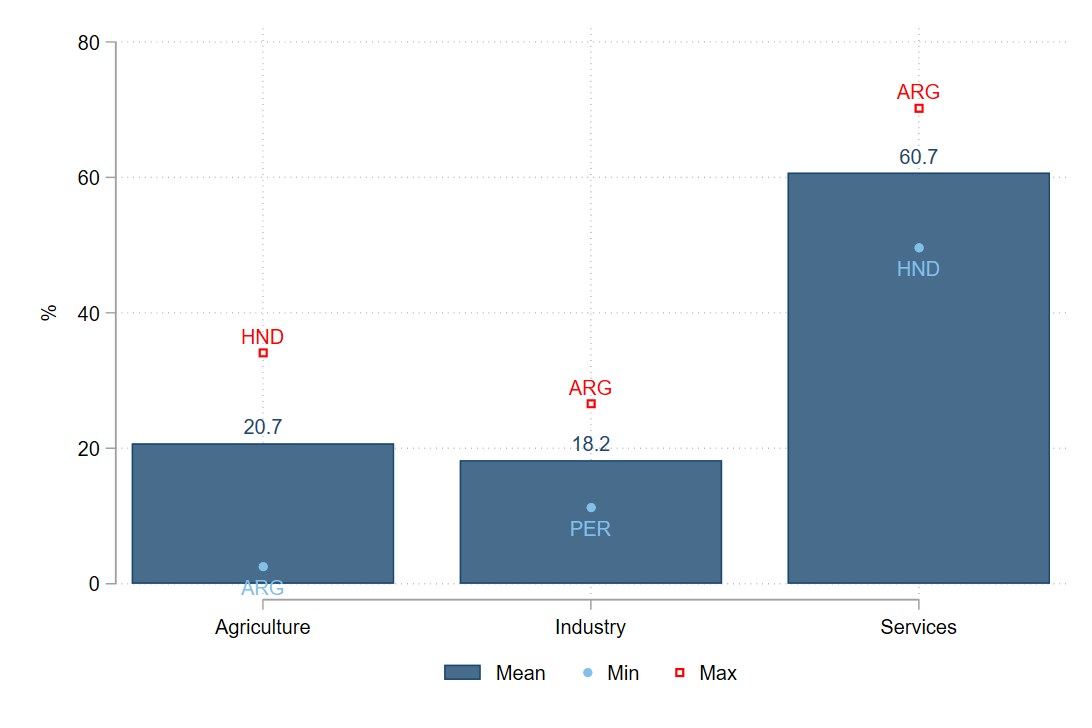 80
ARG
60.7
60
HND
%
40
HND
ARG
20.7
18.2
20
PER
ARG
0
Agriculture Industry Services
Mean Min Max